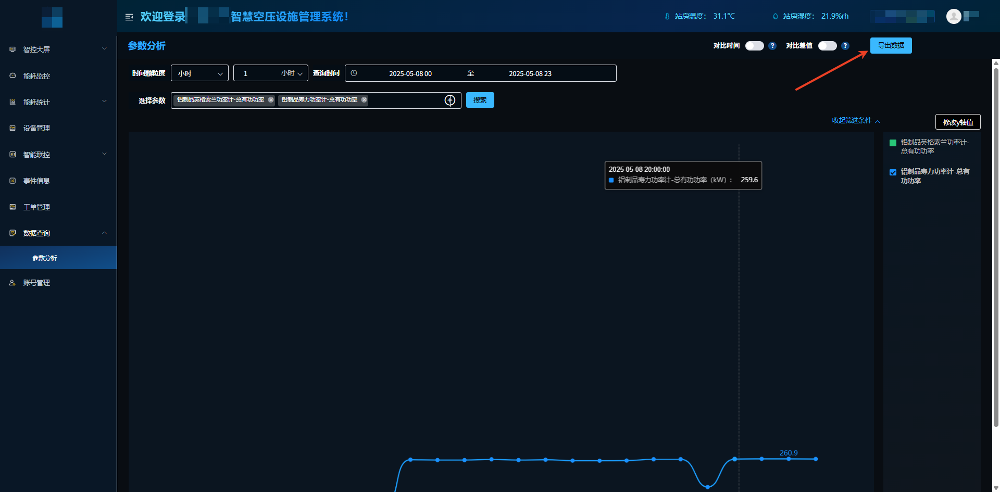 欢迎登录
智慧空压设施管理系统！
站房温度： 31.1℃
站房湿度： 21.9%rh
智控大屏
能耗监控
能耗统计
设备管理
智能联控
事件信息
工单管理
数据查询
参数分析
账号管理
参数分析
对比时间
?
对比差值
?
导出数据
时间颗粒度 小时 1 小时 查询时间 2025-05-08 00 至 2025-05-08 23
选择参数 铝制品英格索兰功率计-总有功功率 铝制品寿力功率计-总有功功率 搜索
收起筛选条件
修改y轴值
铝制品英格索兰功率计-
总有功功率
铝制品寿力功率计-总有
功功率
2025-05-08 20:00:00
铝制品寿力功率计-总有功功率（kW）： 259.6
260.9